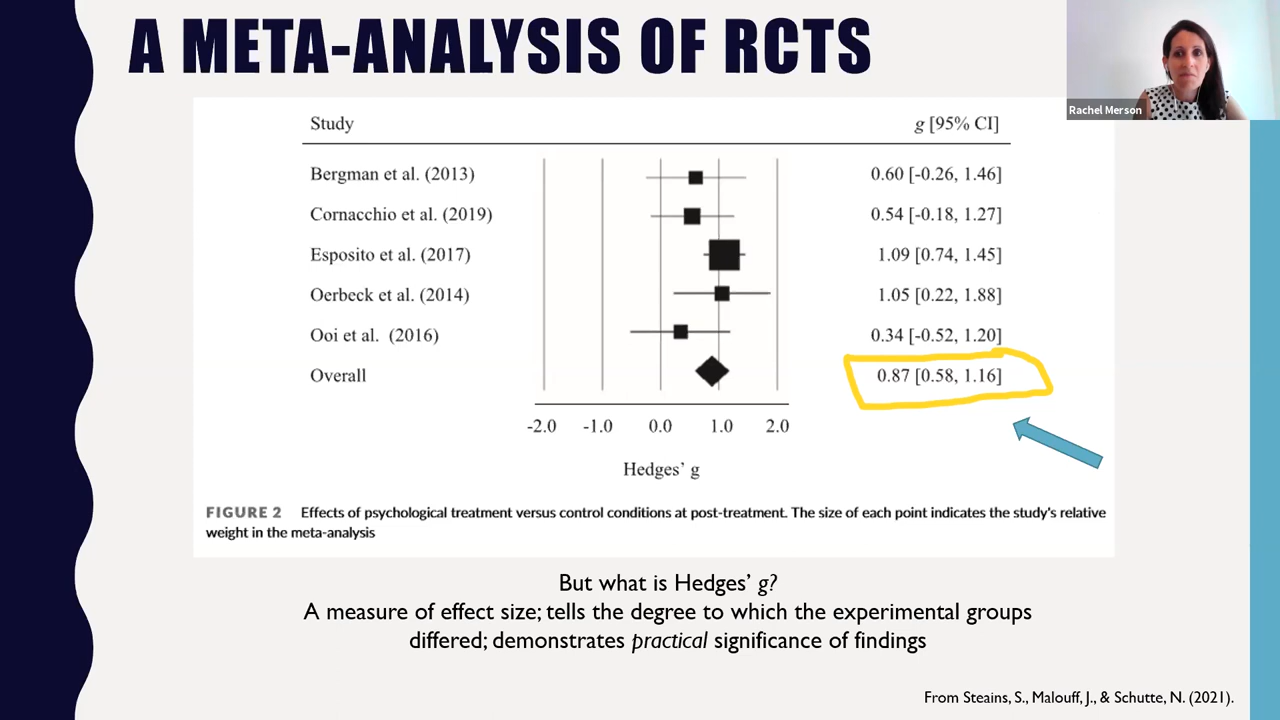 A META-ANALYSIS OF RCTS
Rachel Merson
Study g [95% CI]
Bergman et al. (2013) 0.60 [-0.26, 1.46]
Cornacchio et al. (2019) 0.54 [-0.18, 1.27]
Esposito et al. (2017) 1.09 [0.74, 1.45]
Oerbeck et al. (2014) 1.05 [0.22, 1.88]
Ooi et al. (2016) 0.34 [-0.52, 1.20]
Overall 0.87 [0.58, 1.16]
-2.0 -1.0 0.0 1.0 2.0
Hedges’ g
FIGURE 2 Effects of psychological treatment versus control conditions at post-treatment. The size of each point indicates the study's relative
weight in the meta-analysis
But what is Hedges’ g?
A measure of effect size; tells the degree to which the experimental groups
differed; demonstrates practical significance of findings
From Steains, S., Malouff, J., & Schutte, N. (2021).